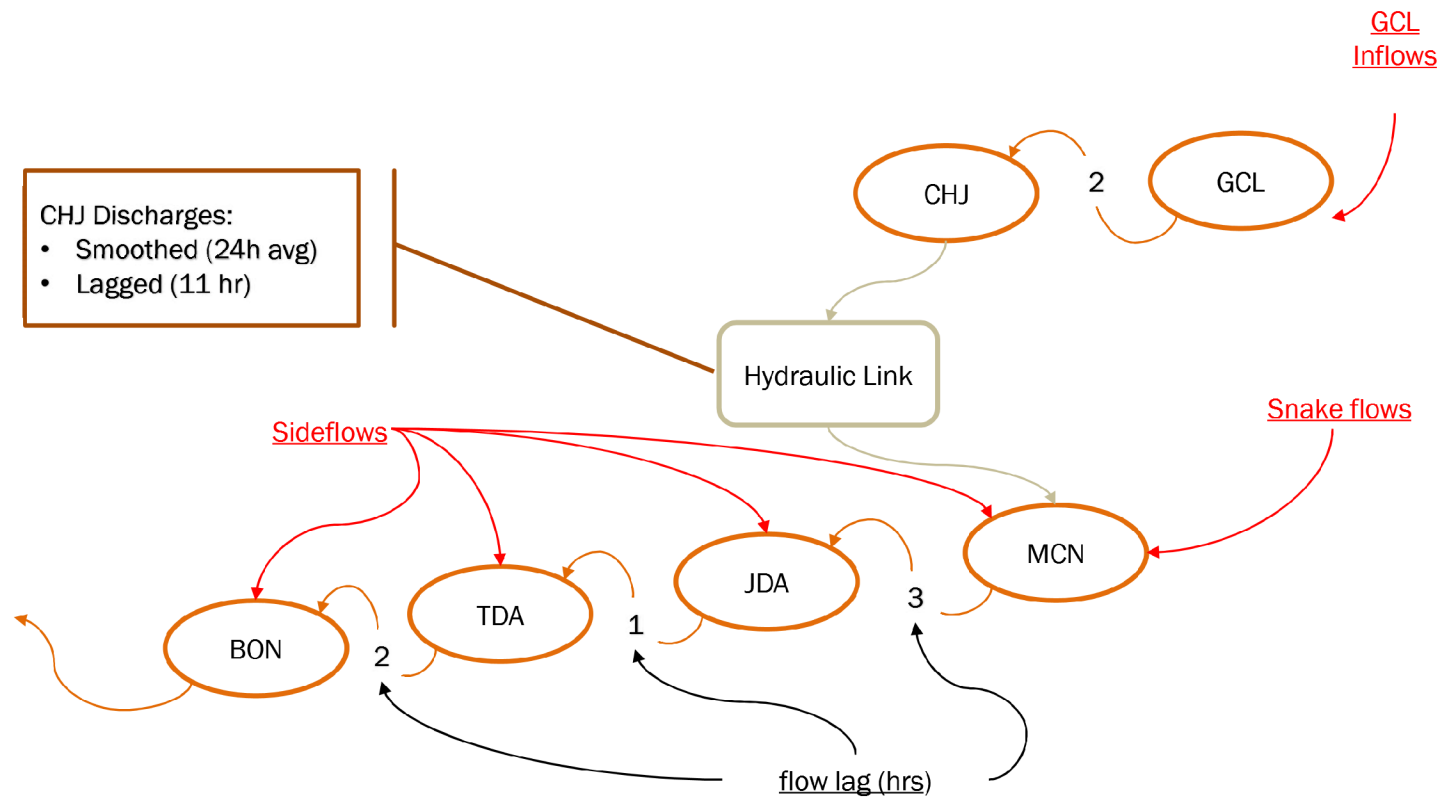 GCL
Inflows
CHJ
2
GCL
CHJ Discharges:
• Smoothed (24h avg)
• Lagged (11 hr)
Hydraulic Link
Snake flows
Sideflows
MCN
JDA
3
TDA
1
BON
2
flow lag (hrs)